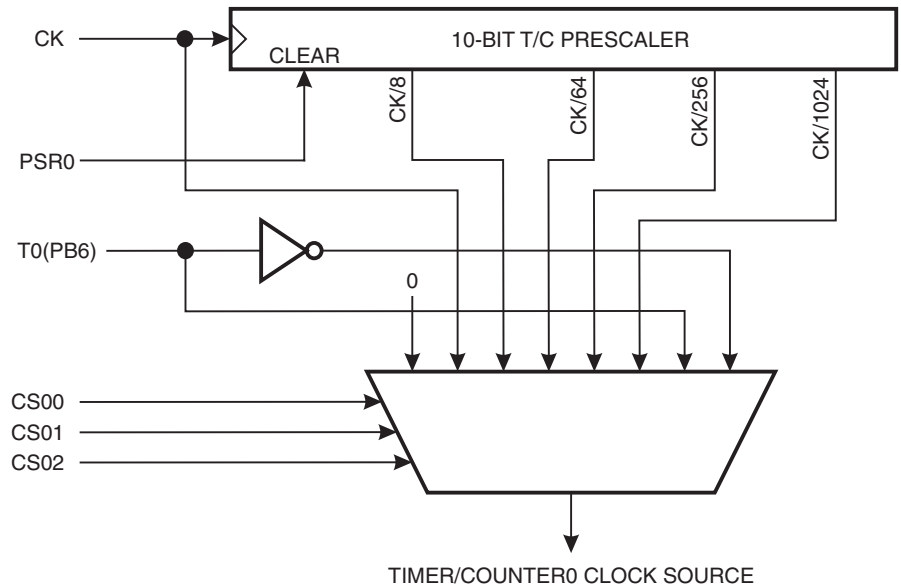 CK
10-BIT T/C PRESCALER
CLEAR
CK/8
CK/64
CK/256
CK/1024
PSR0
T0(PB6)
0
CS00
CS01
CS02
TIMER/COUNTER0 CLOCK SOURCE